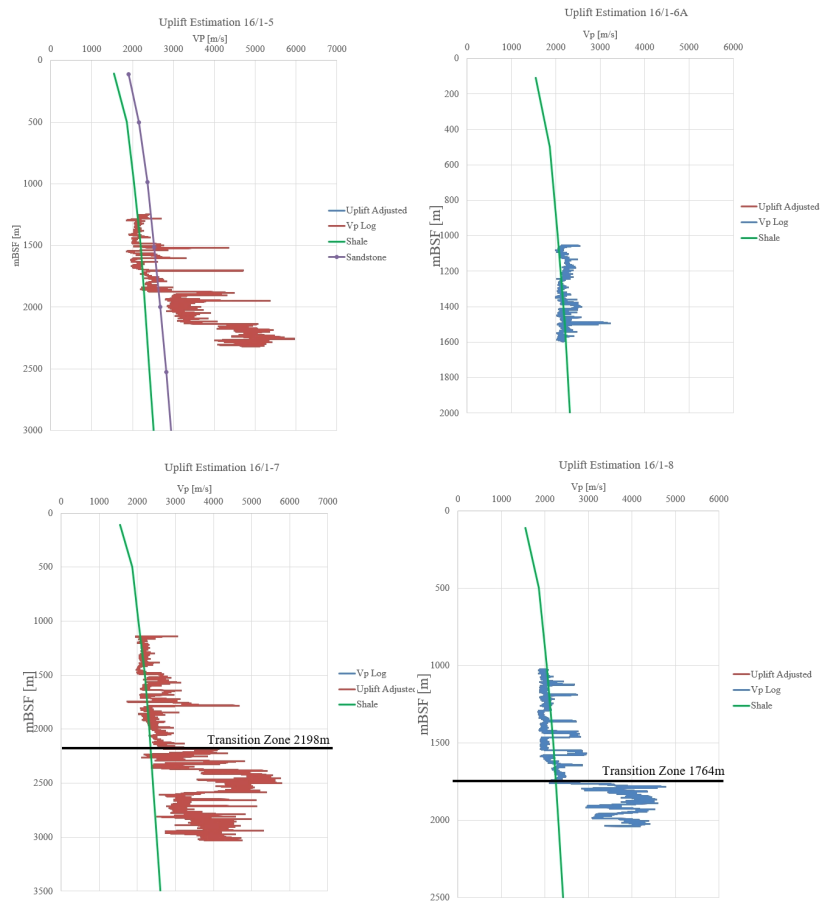 Uplift Estimation 16/1-5
VP [m/s]
0 1000 2000 3000 4000 5000 6000 7000
0
500
1000
1500
2000
2500
3000
mBSF [m]
Uplift Adjusted
Vp Log
Shale
Sandstone
Uplift Estimation 16/1-6A
Vp [m/s]
0 1000 2000 3000 4000 5000 6000
0
200
400
600
800
1000
1200
1400
1600
1800
2000
mBSF [m]
Uplift Adjusted
Vp Log
Shale
Uplift Estimation 16/1-7
Vp [m/s]
0 1000 2000 3000 4000 5000 6000 7000
0
500
1000
1500
2000
2500
3000
3500
mBSF [m]
Transition Zone 2198m
Vp Log
Uplift Adjusted
Shale
Uplift Estimation 16/1-8
Vp [m/s]
0 1000 2000 3000 4000 5000 6000
0
500
1000
1500
2000
2500
mBSF [m]
Transition Zone 1764m
Uplift Adjusted
Vp Log
Shale